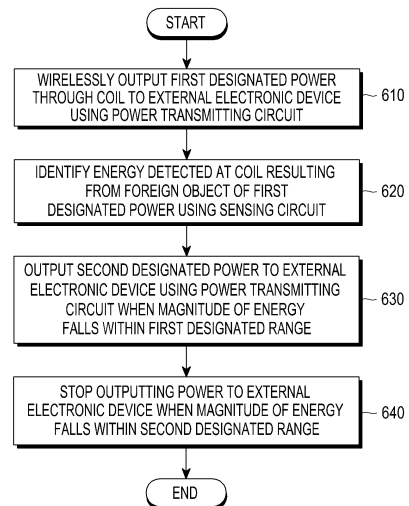 START
WIRELESSLY OUTPUT FIRST DESIGNATED POWER
THROUGH COIL TO EXTERNAL ELECTRONIC DEVICE
USING POWER TRANSMITTING CIRCUIT
610
IDENTIFY ENERGY DETECTED AT COIL RESULTING
FROM FOREIGN OBJECT OF FIRST
DESIGNATED POWER USING SENSING CIRCUIT
620
OUTPUT SECOND DESIGNATED POWER TO EXTERNAL
ELECTRONIC DEVICE USING POWER TRANSMITTING
CIRCUIT WHEN MAGNITUDE OF ENERGY
FALLS WITHIN FIRST DESIGNATED RANGE
630
STOP OUTPUTTING POWER TO EXTERNAL
ELECTRONIC DEVICE WHEN MAGNITUDE OF ENERGY
FALLS WITHIN SECOND DESIGNATED RANGE
640
END